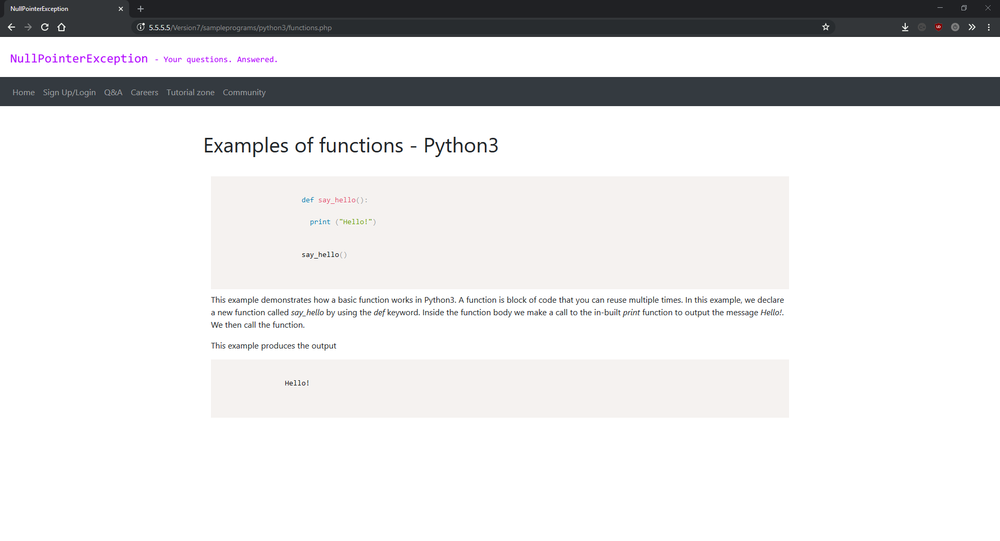 NullPointerException
5.5.5.5/Version7/sampleprograms/python3/functions.php
NullPointerException - Your questions. Answered.
Home Sign Up/Login Q&A Careers Tutorial zone Community
Examples of functions - Python3
def say_hello():
print ("Hello!")
say_hello()
This example demonstrates how a basic function works in Python3. A function is block of code that you can reuse multiple times. In this example, we declare
a new function called say_hello by using the def keyword. Inside the function body we make a call to the in-built print function to output the message Hello!.
We then call the function.
This example produces the output
Hello!